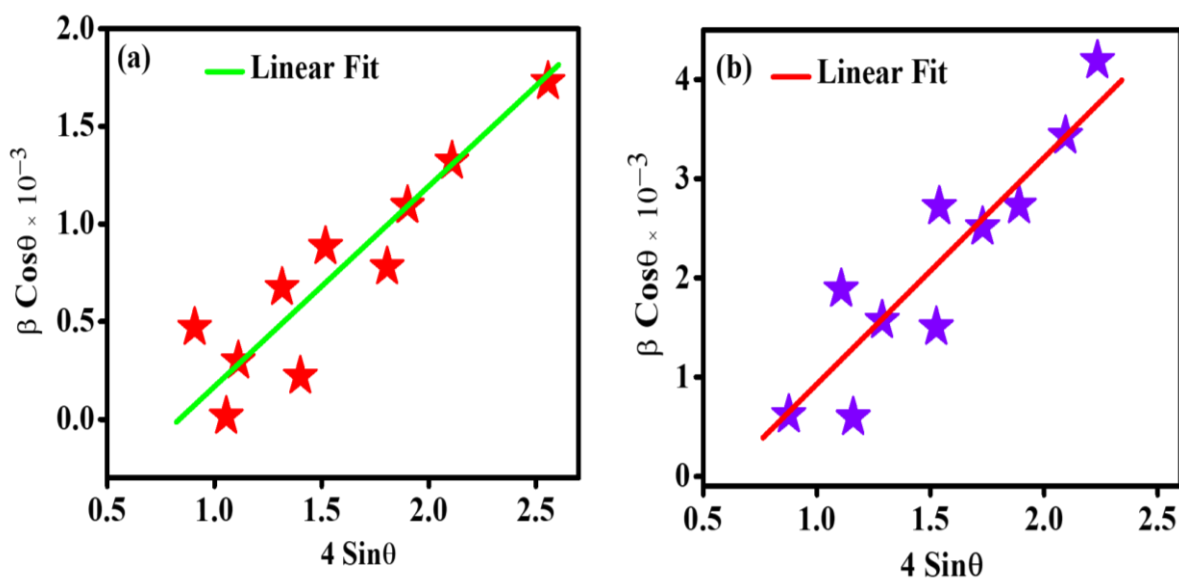 (a)
Linear Fit
2.0
1.5
1.0
0.5
0.0
β Cosθ × 10⁻³
0.5 1.0 1.5 2.0 2.5
4 Sinθ
(b)
Linear Fit
4
3
2
1
0
β Cosθ × 10⁻³
0.5 1.0 1.5 2.0 2.5
4 Sinθ